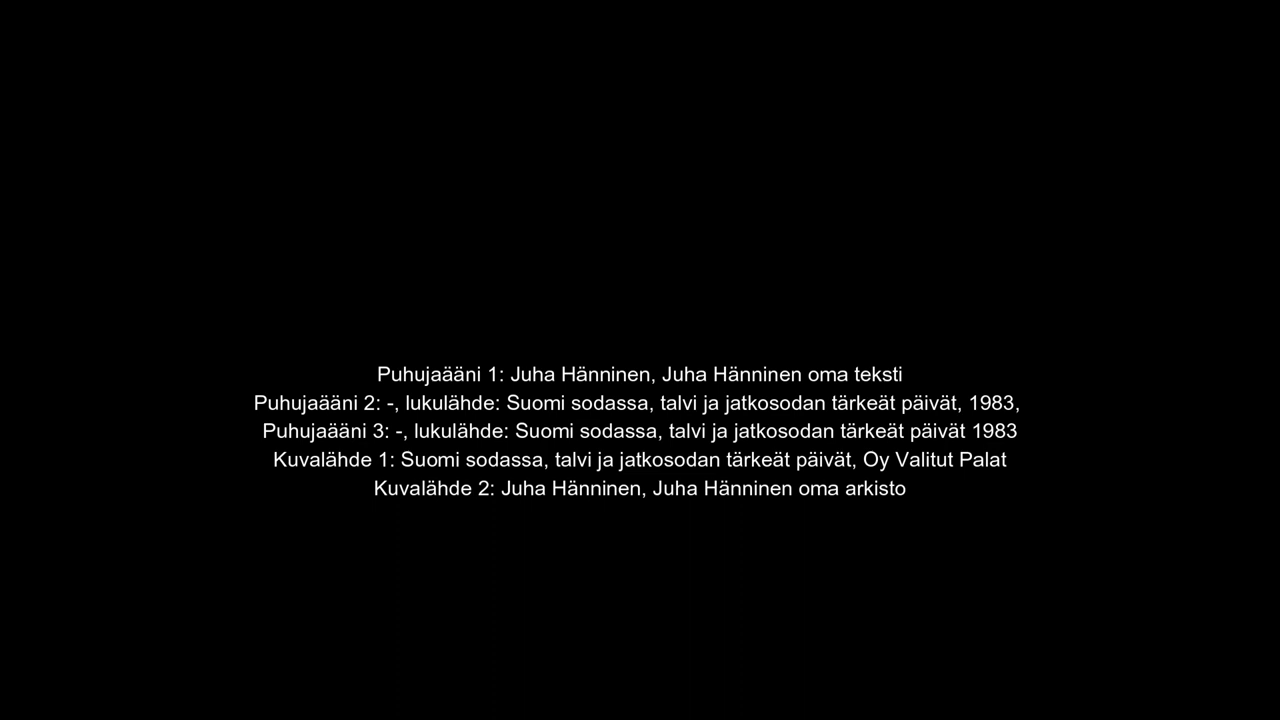 Puhujaääni 1: Juha Hänninen, Juha Hänninen oma teksti
Puhujaääni 2: -, lukulähde: Suomi sodassa, talvi ja jatkosodan tärkeät päivät, 1983,
Puhujaääni 3: -, lukulähde: Suomi sodassa, talvi ja jatkosodan tärkeät päivät 1983
Kuvalähde 1: Suomi sodassa, talvi ja jatkosodan tärkeät päivät, Oy Valitut Palat
Kuvalähde 2: Juha Hänninen, Juha Hänninen oma arkisto